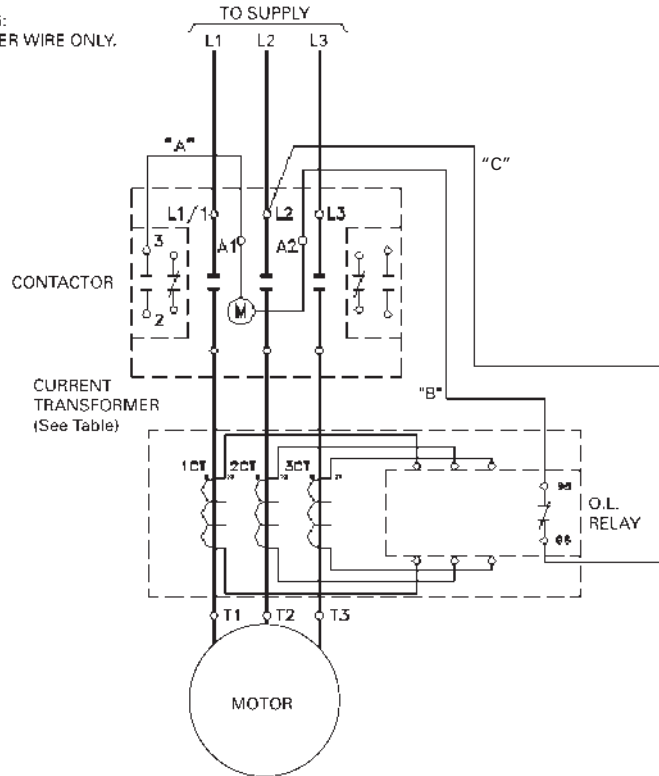 TO SUPPLY
ER WIRE ONLY.
L1 L2 L3
"A"
"C"
L1/1 L2 L3
3 A1 A2
CONTACTOR
M
2
CURRENT
TRANSFORMER
(See Table)
"B"
1CT 2CT 3CT
O.L.
RELAY
T1 T2 T3
MOTOR